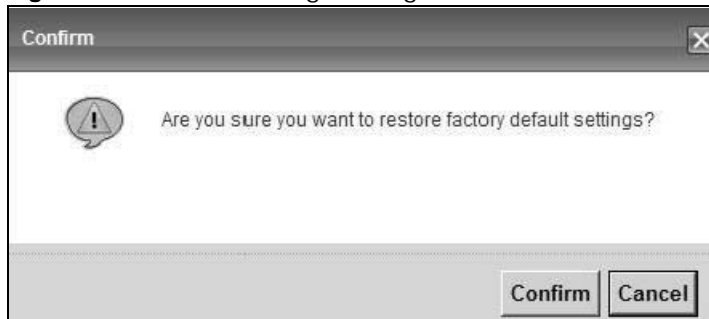 Confirm
Are you sure you want to restore factory default settings?
Confirm Cancel